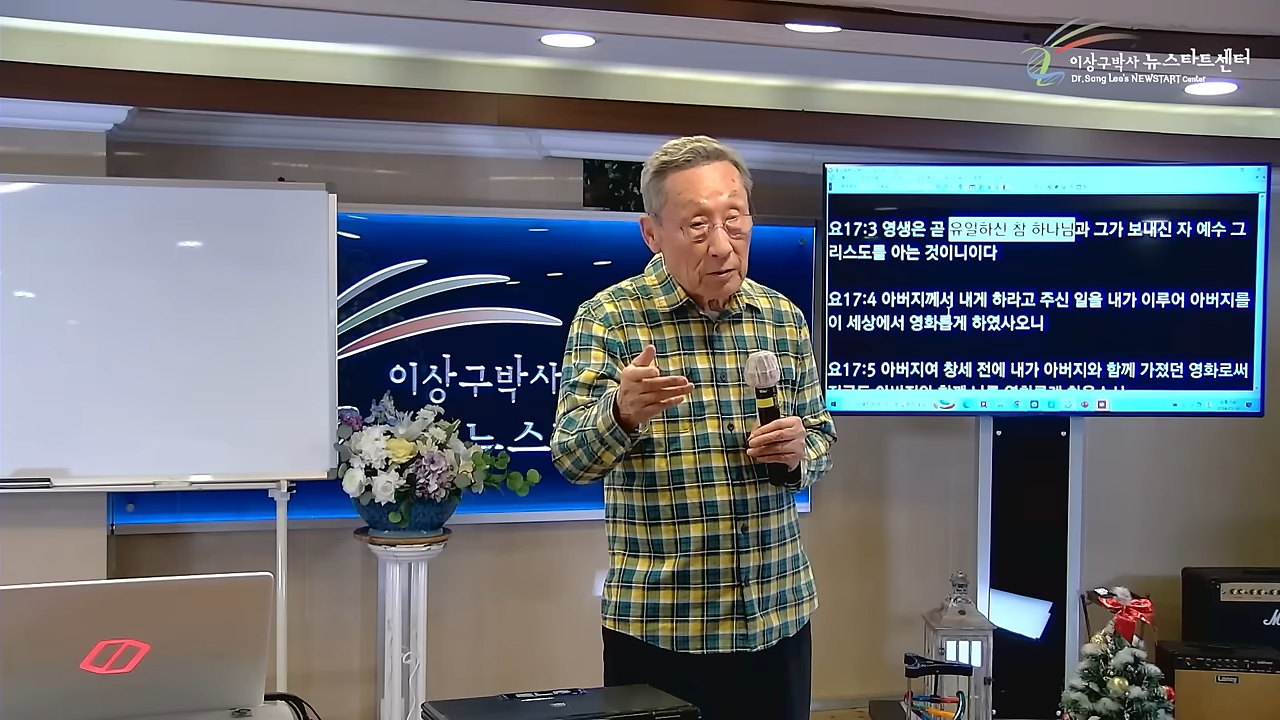 이상구박사 뉴스타트센터
Dr. Sang Lee's NEWSTART Center
요17:3 영생은 곧 유일하신 참 하나님과 그가 보내신 자 예수 그
리스도를 아는 것이니이다
요17:4 아버지께서 내게 하라고 주신 일을 내가 이루어 아버지를
이 세상에서 영화롭게 하였사오니
요17:5 아버지여 창세 전에 내가 아버지와 함께 가졌던 영화로써
이상구박사
뉴스
Laney